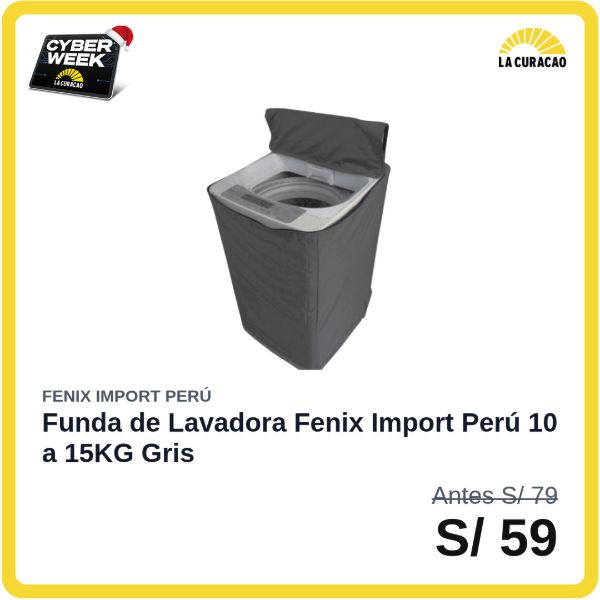 CYBER
WEEK
LA CURACAO
LA CURACAO
FENIX IMPORT PERÚ
Funda de Lavadora Fenix Import Perú 10
a 15KG Gris
Antes S/ 79
S/ 59